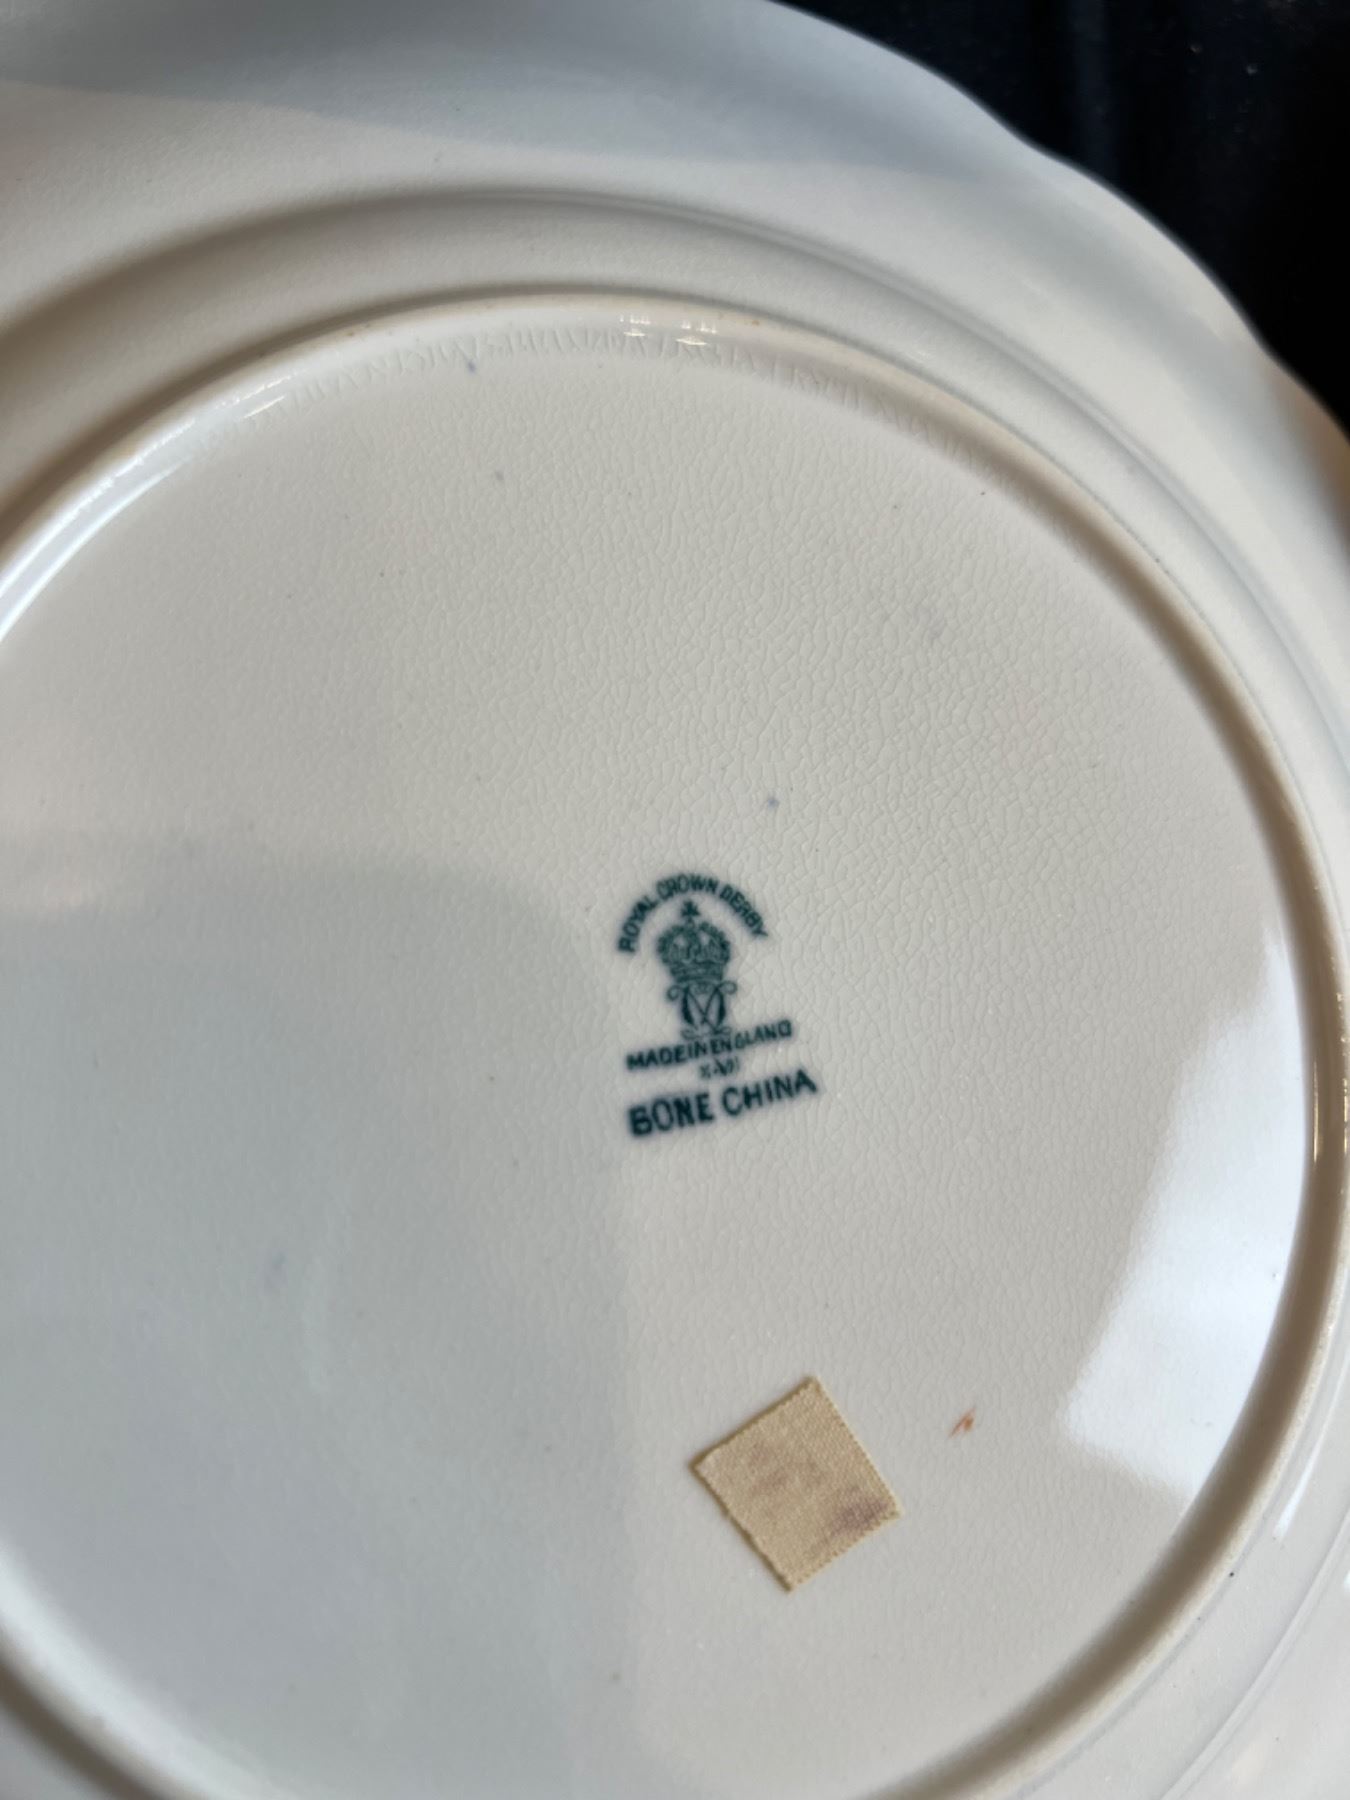 ROYAL CROWN DERBY
MADE IN ENGLAND
BONE CHINA